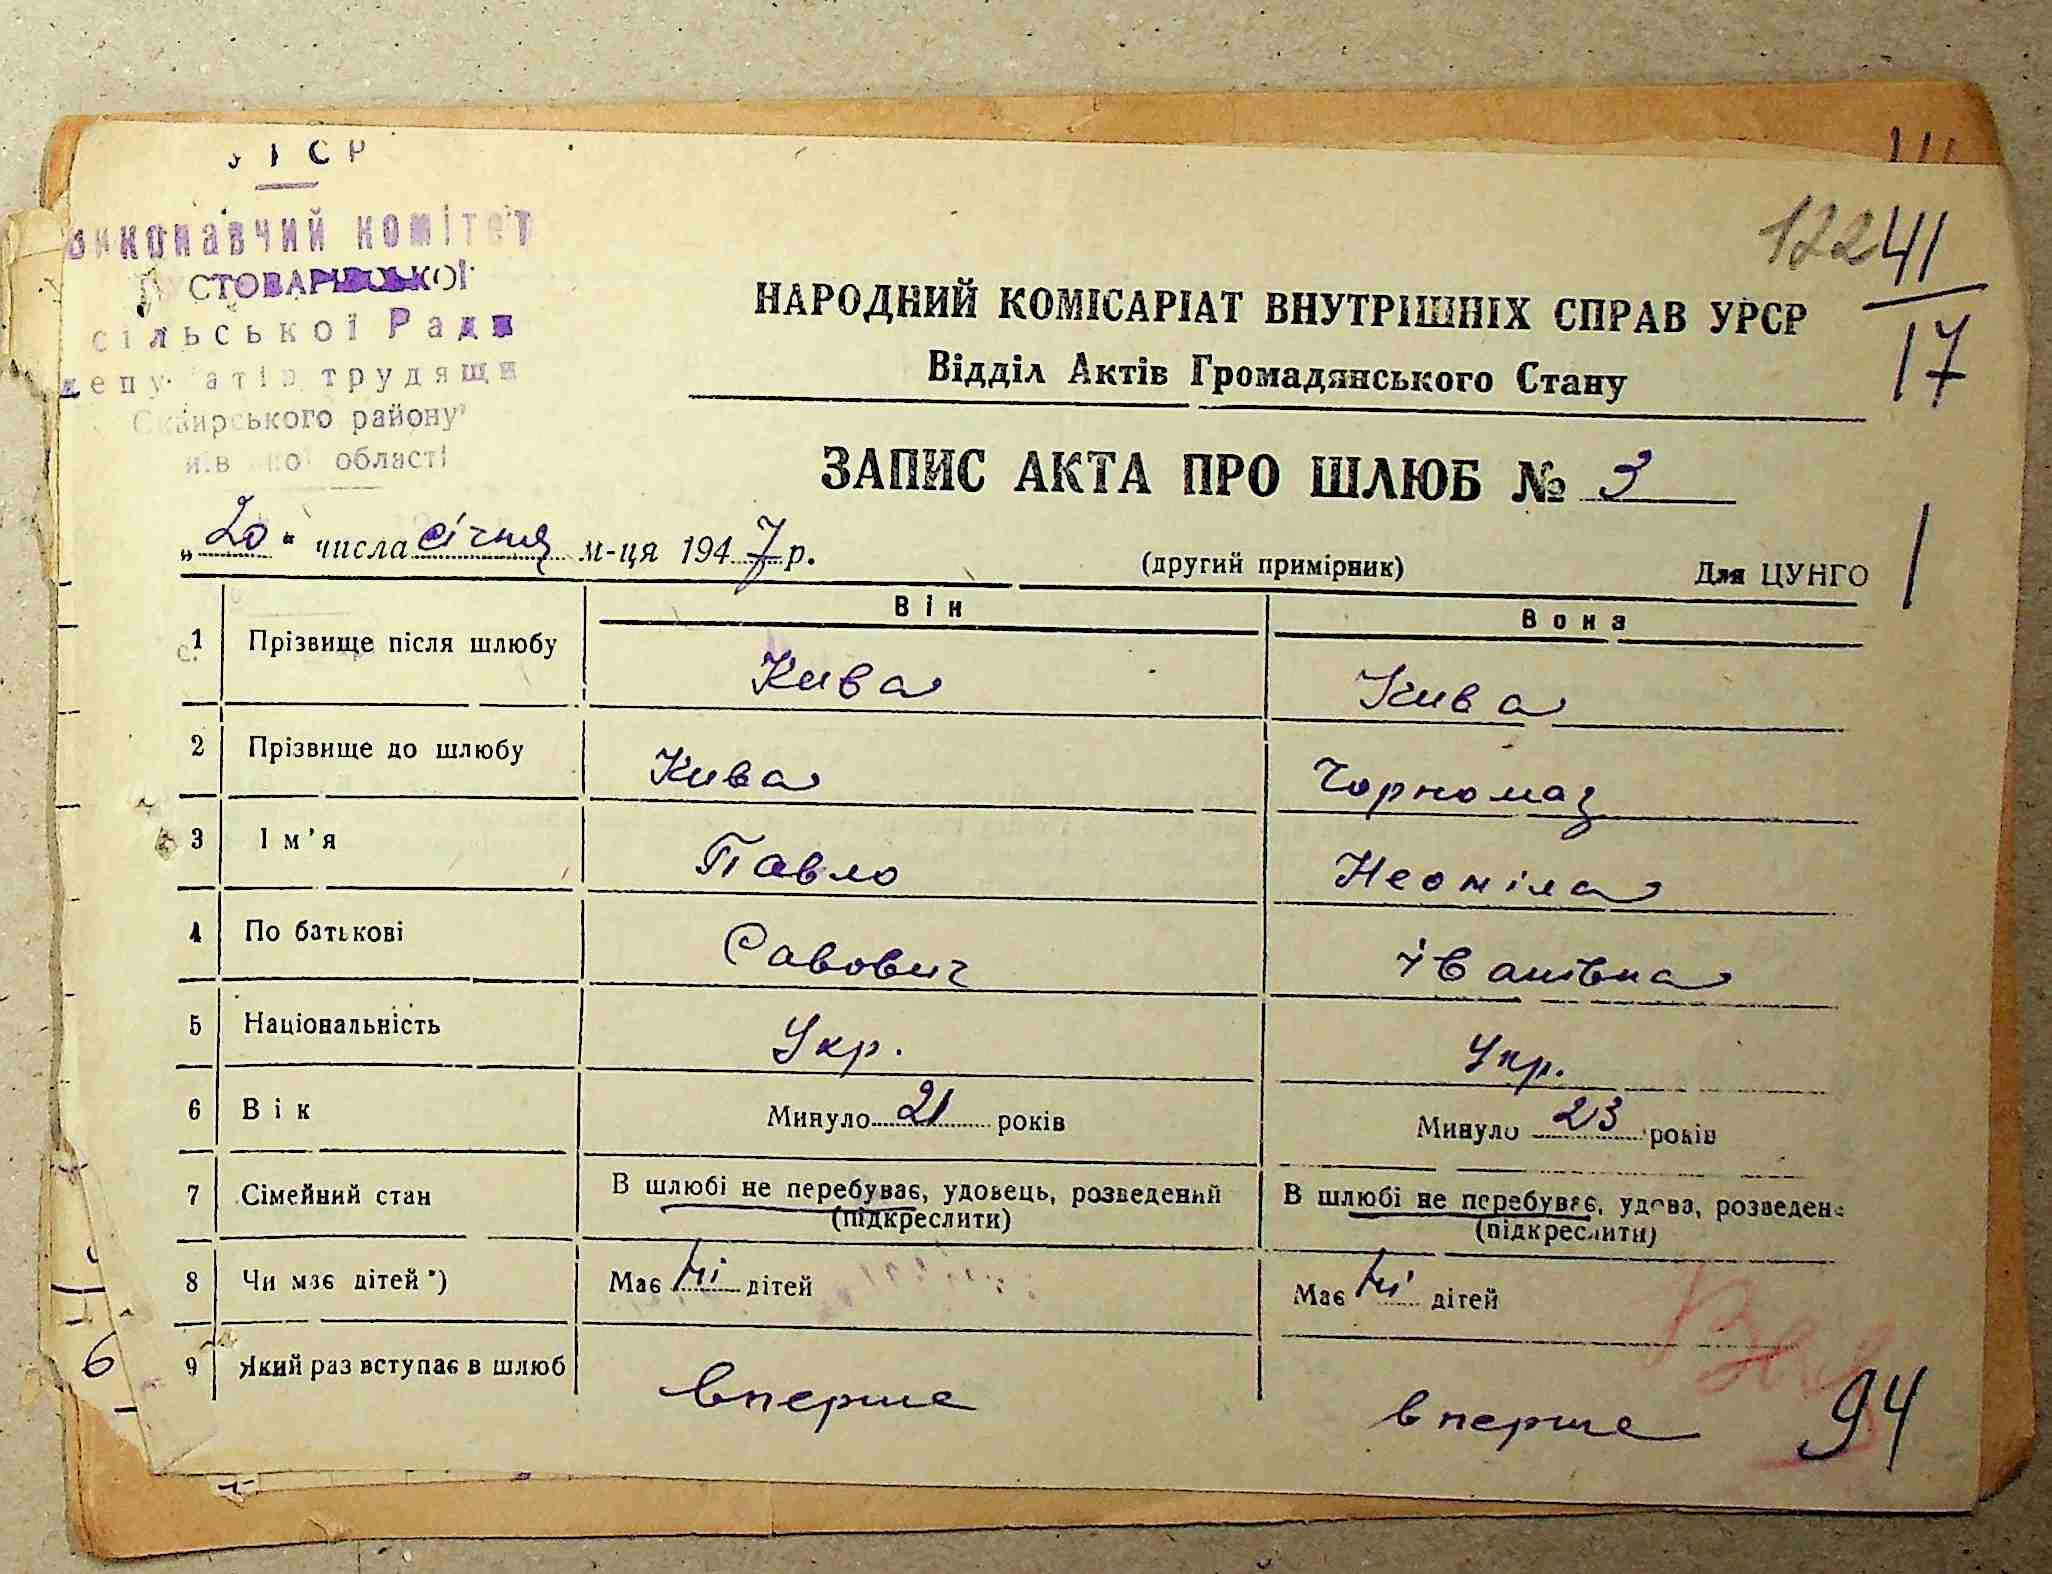 УРСР
виконавчий комітет
ПУСТОВАРІВСЬКОЇ
сільської Ради
депутатів трудящи
Сквирського району
Київської області
122 41
17
НАРОДНИЙ КОМІСАРІАТ ВНУТРІШНІХ СПРАВ УРСР
Відділ Актів Громадянського Стану
ЗАПИС АКТА ПРО ШЛЮБ № 3
„20“ числа січня м-ця 1947 р.
(другий примірник) Для ЦУНГО
Він Вона
1 Прізвище після шлюбу Кива Кива
2 Прізвище до шлюбу Кива Чорномаз
3 Ім'я Павло Неоніла
4 По батькові Савович Іванівна
5 Національність Укр. Укр.
6 Вік Минуло 21 років Минуло 23 років
7 Сімейний стан В шлюбі не перебуває, удовець, розведений В шлюбі не перебуває, удова, розведена
(підкреслити) (підкреслити)
8 Чи має дітей*) Має ні дітей Має ні дітей
9 Який раз вступає в шлюб вперше вперше
94
6